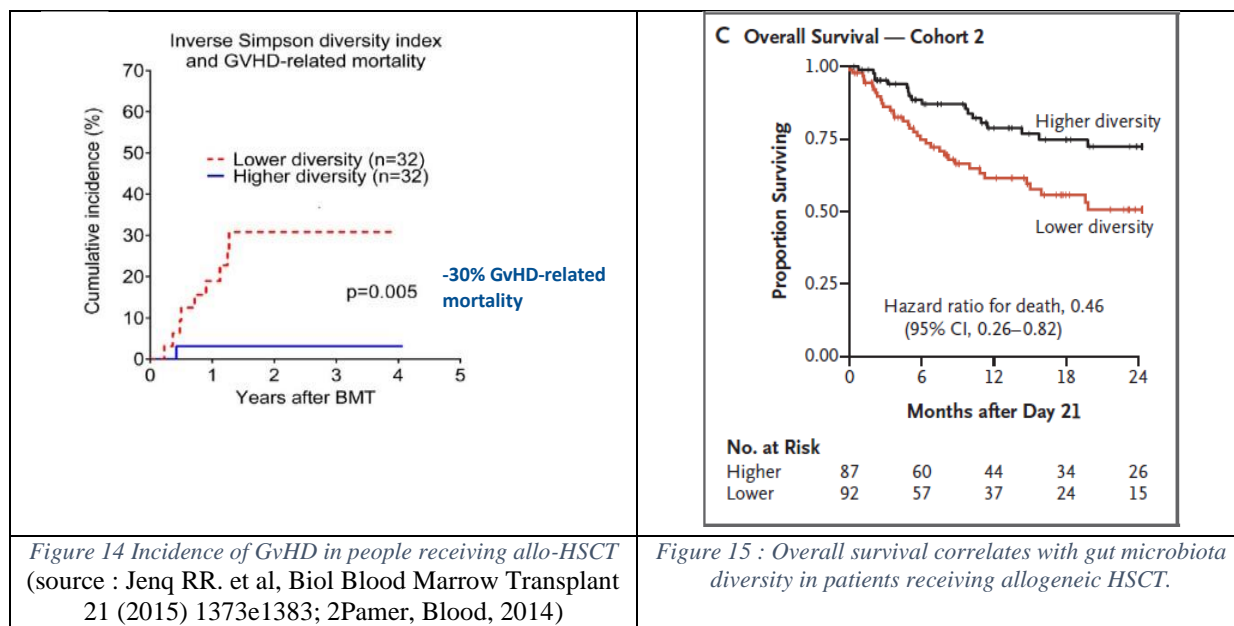 Inverse Simpson diversity index
and GVHD-related mortality
70
60
50
40
30
20
10
0
Cumulative incidence (%)
Lower diversity (n=32)
Higher diversity (n=32)
p=0.005
-30% GvHD-related
mortality
0 1 2 3 4 5
Years after BMT
Figure 14 Incidence of GvHD in people receiving allo-HSCT
(source : Jenq RR. et al, Biol Blood Marrow Transplant
21 (2015) 1373e1383; 2Pamer, Blood, 2014)
C Overall Survival — Cohort 2
1.00
0.75
0.50
0.25
0.00
Proportion Surviving
Higher diversity
Lower diversity
Hazard ratio for death, 0.46
(95% CI, 0.26–0.82)
0 6 12 18 24
Months after Day 21
No. at Risk
Higher 87 60 44 34 26
Lower 92 57 37 24 15
Figure 15 : Overall survival correlates with gut microbiota
diversity in patients receiving allogeneic HSCT.